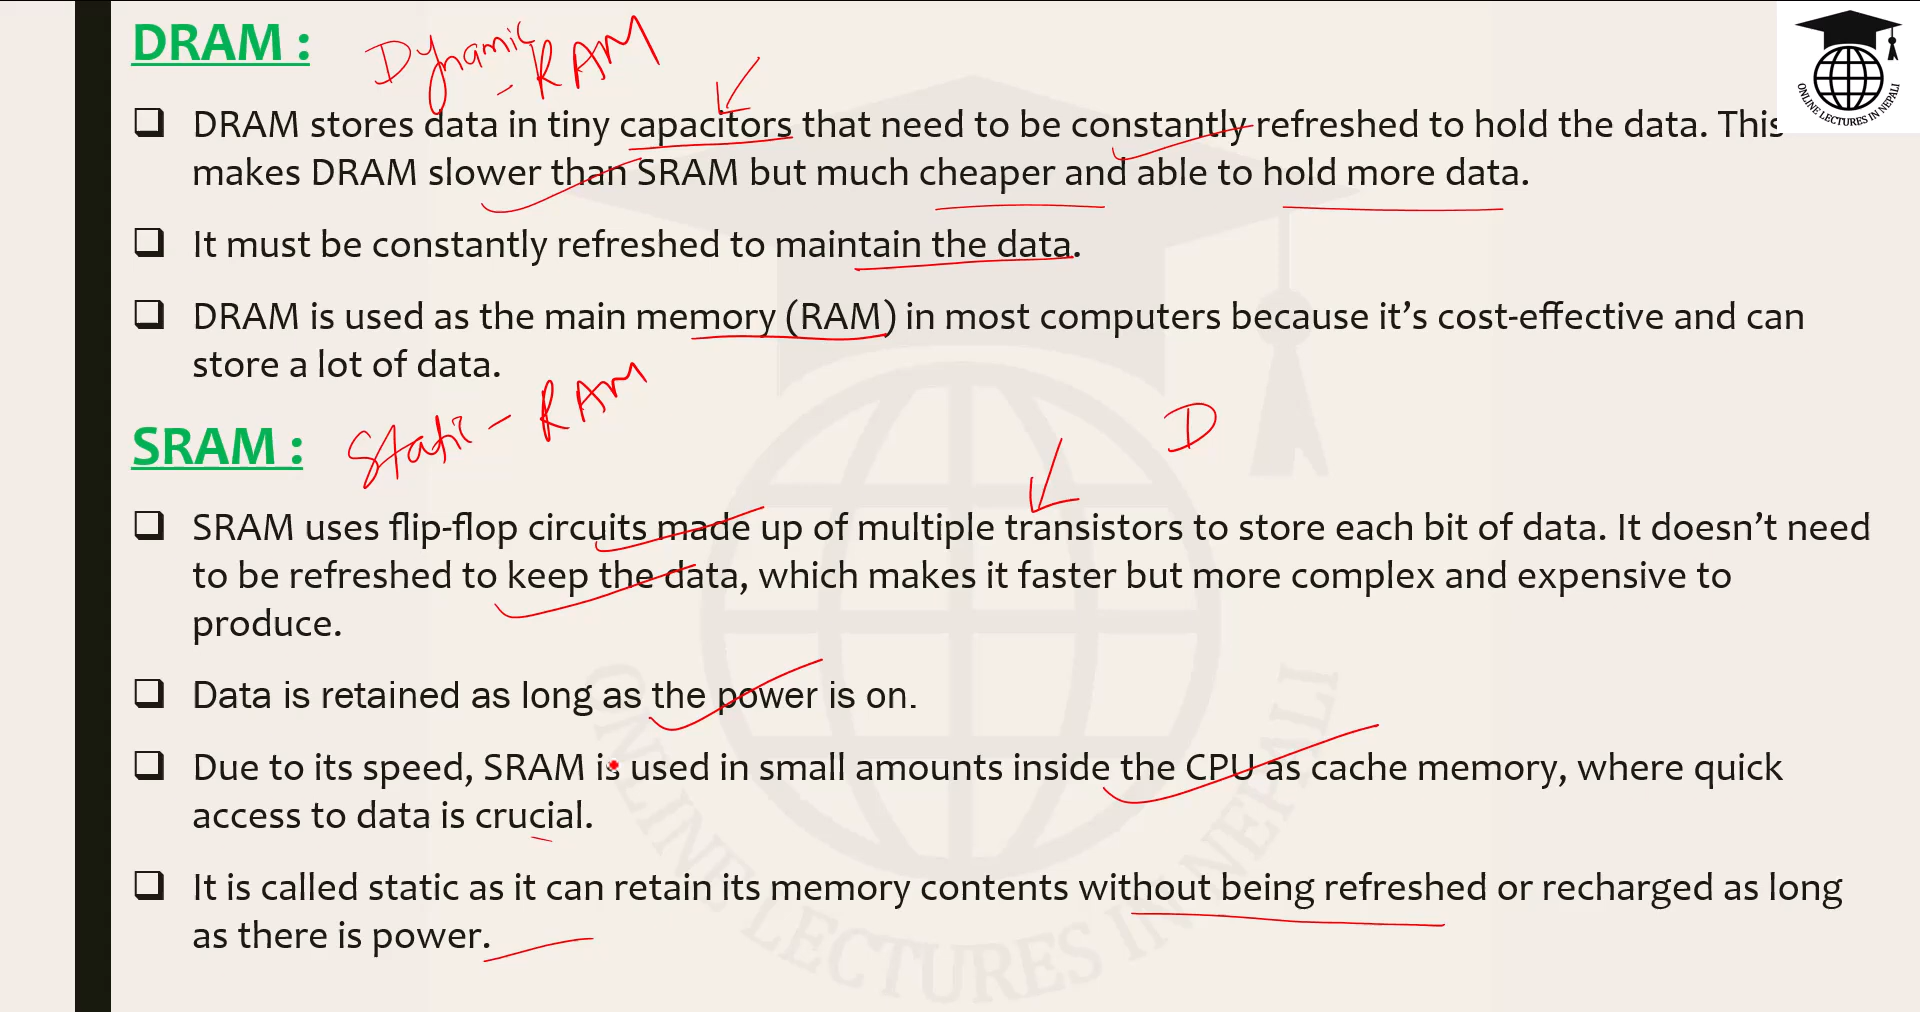 DRAM :
Dynamic
- RAM
ONLINE LECTURES IN NEPALI
❑ DRAM stores data in tiny capacitors that need to be constantly refreshed to hold the data. This
makes DRAM slower than SRAM but much cheaper and able to hold more data.
❑ It must be constantly refreshed to maintain the data.
❑ DRAM is used as the main memory (RAM) in most computers because it’s cost-effective and can
store a lot of data.
SRAM :
Static - RAM
D
❑ SRAM uses flip-flop circuits made up of multiple transistors to store each bit of data. It doesn’t need
to be refreshed to keep the data, which makes it faster but more complex and expensive to
produce.
❑ Data is retained as long as the power is on.
❑ Due to its speed, SRAM is used in small amounts inside the CPU as cache memory, where quick
access to data is crucial.
❑ It is called static as it can retain its memory contents without being refreshed or recharged as long
as there is power.
ONLINE LECTURES IN NEPALI